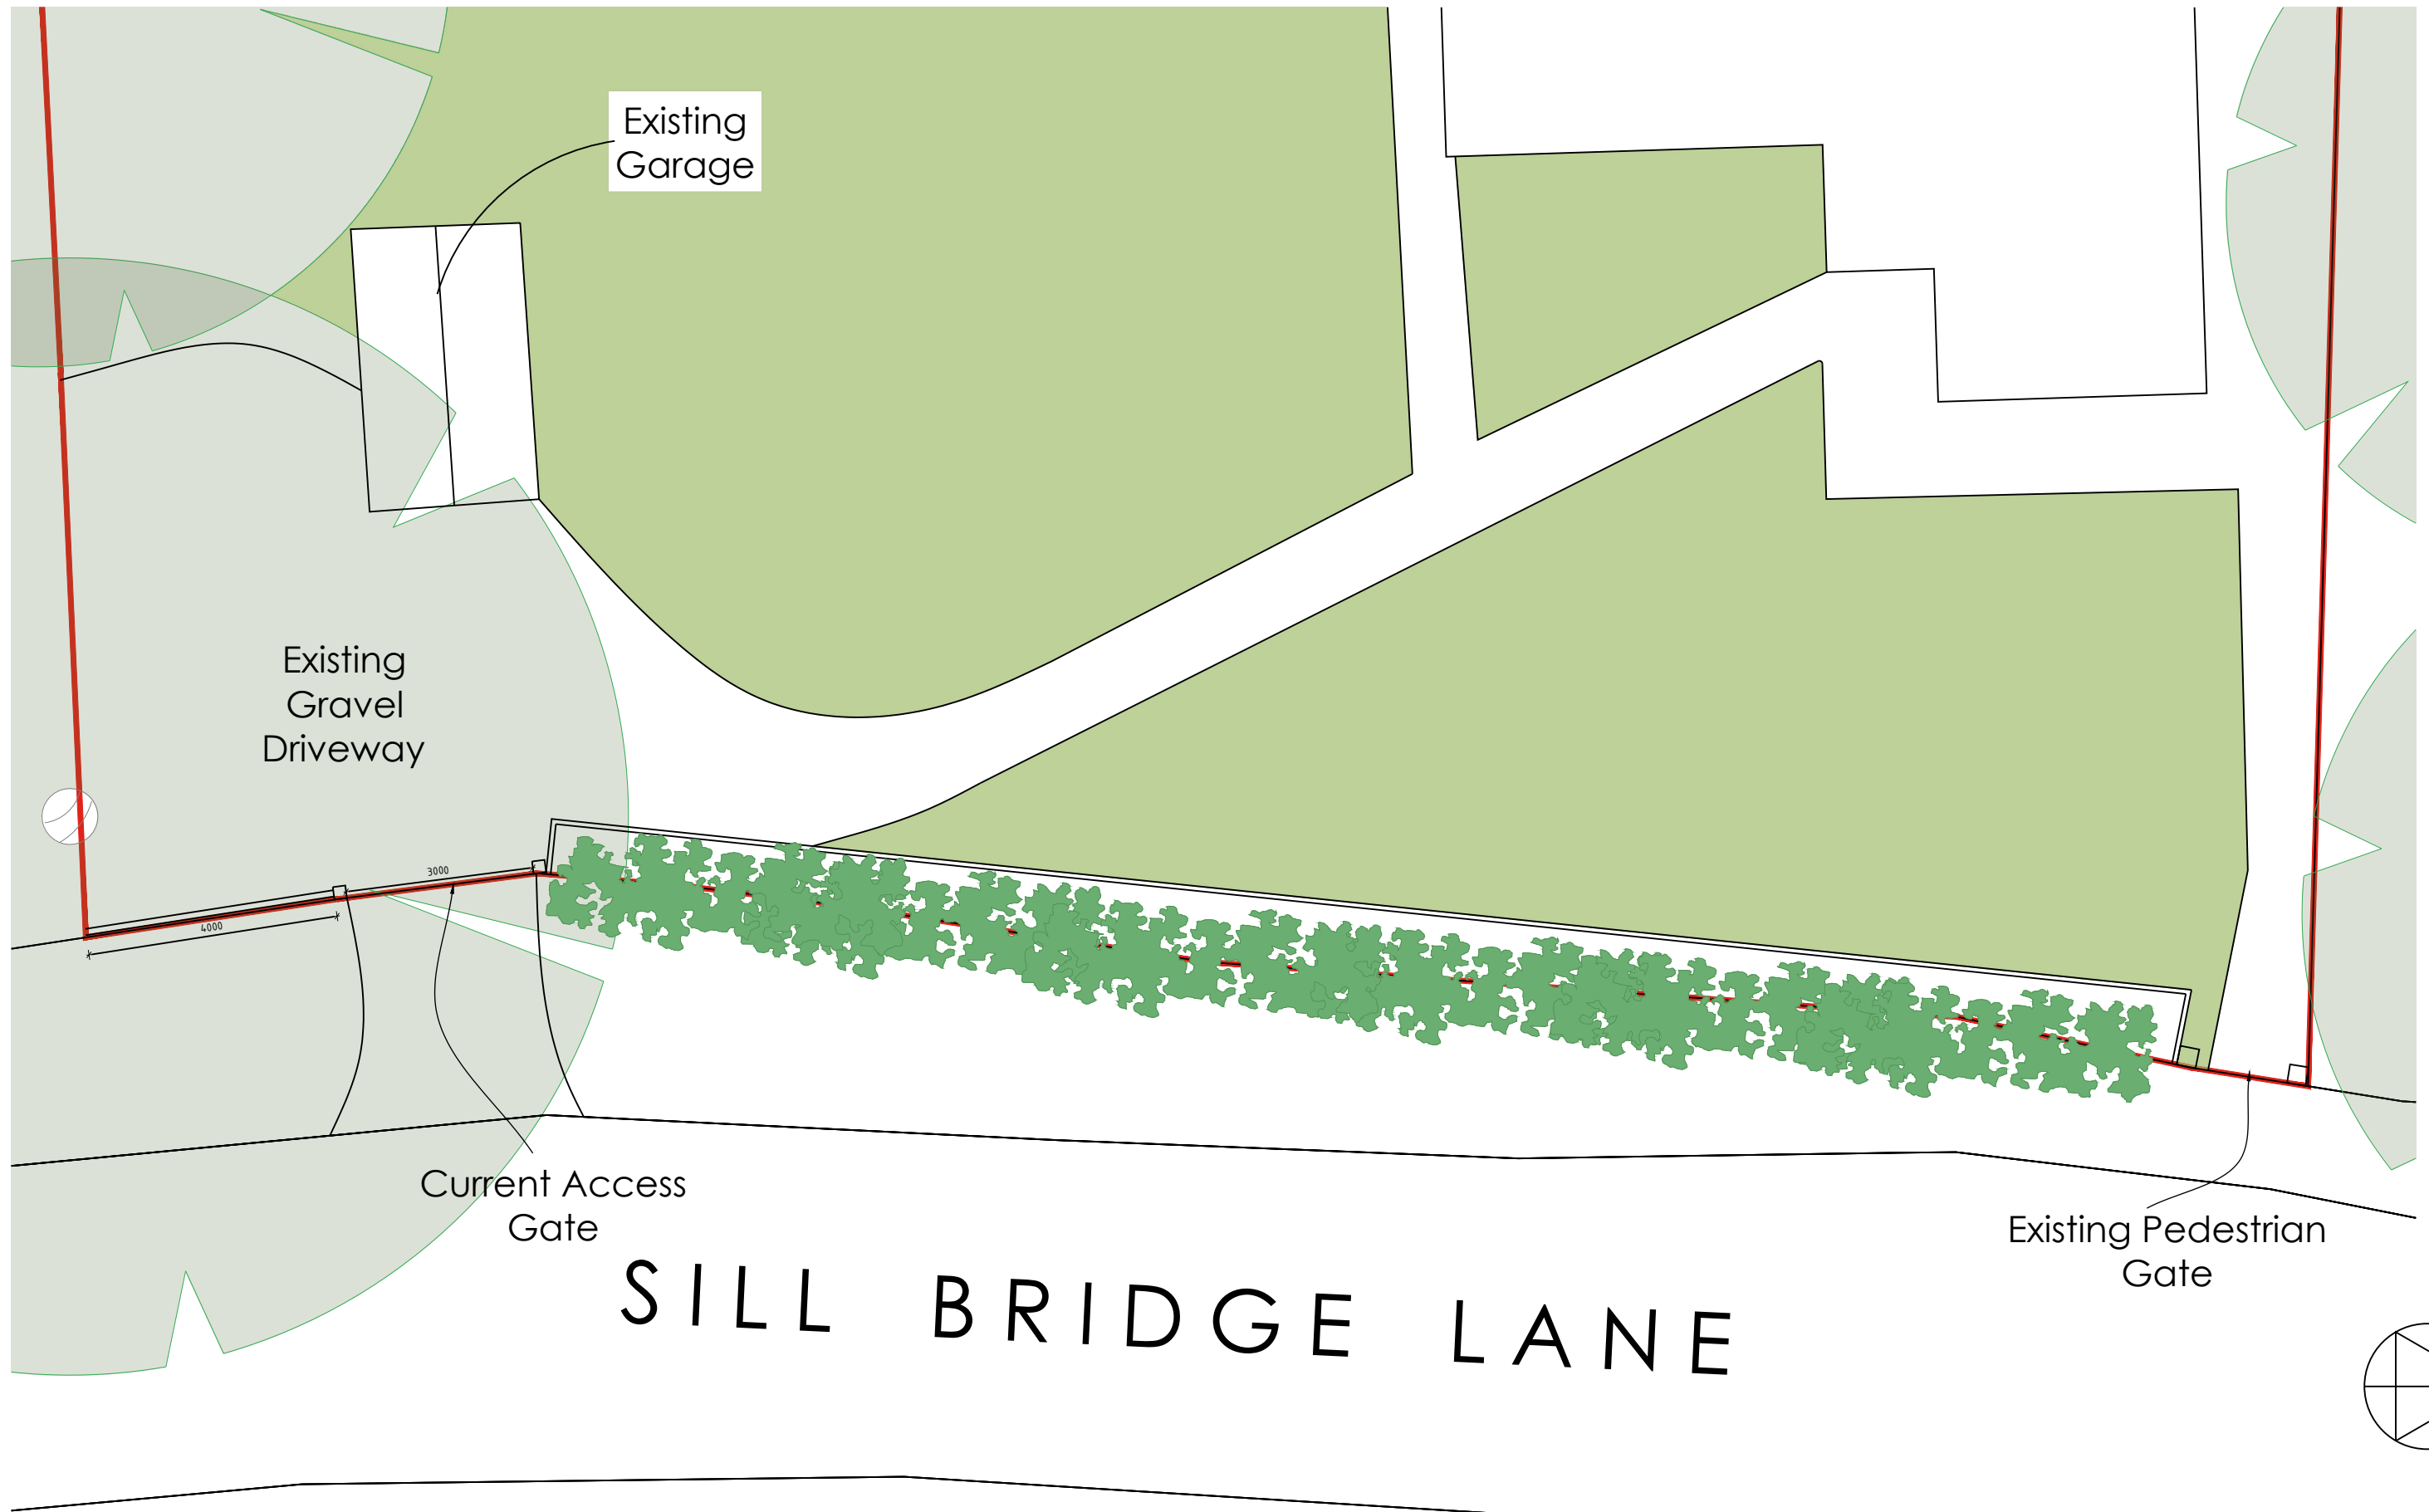 Existing
Garage
Existing
Gravel
Driveway
3000
4000
Current Access
Gate
Existing Pedestrian
Gate
SILL BRIDGE LANE